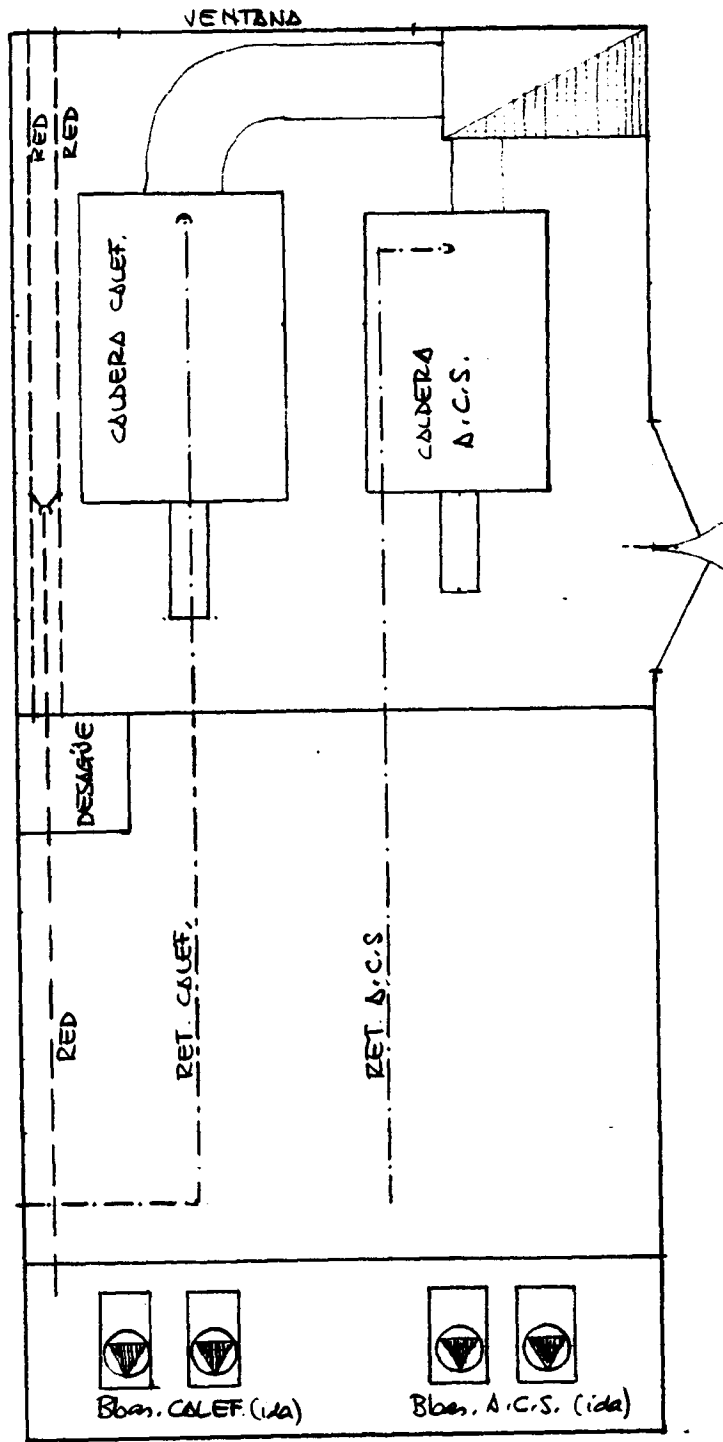 VENTANA
RED
RED
CALDERA CALEF.
CALDERA
A.C.S.
DESAGÜE
RED
RET. CALEF.
RET. A.C.S
Bbas. CALEF. (ida)
Bbas. A.C.S. (ida)